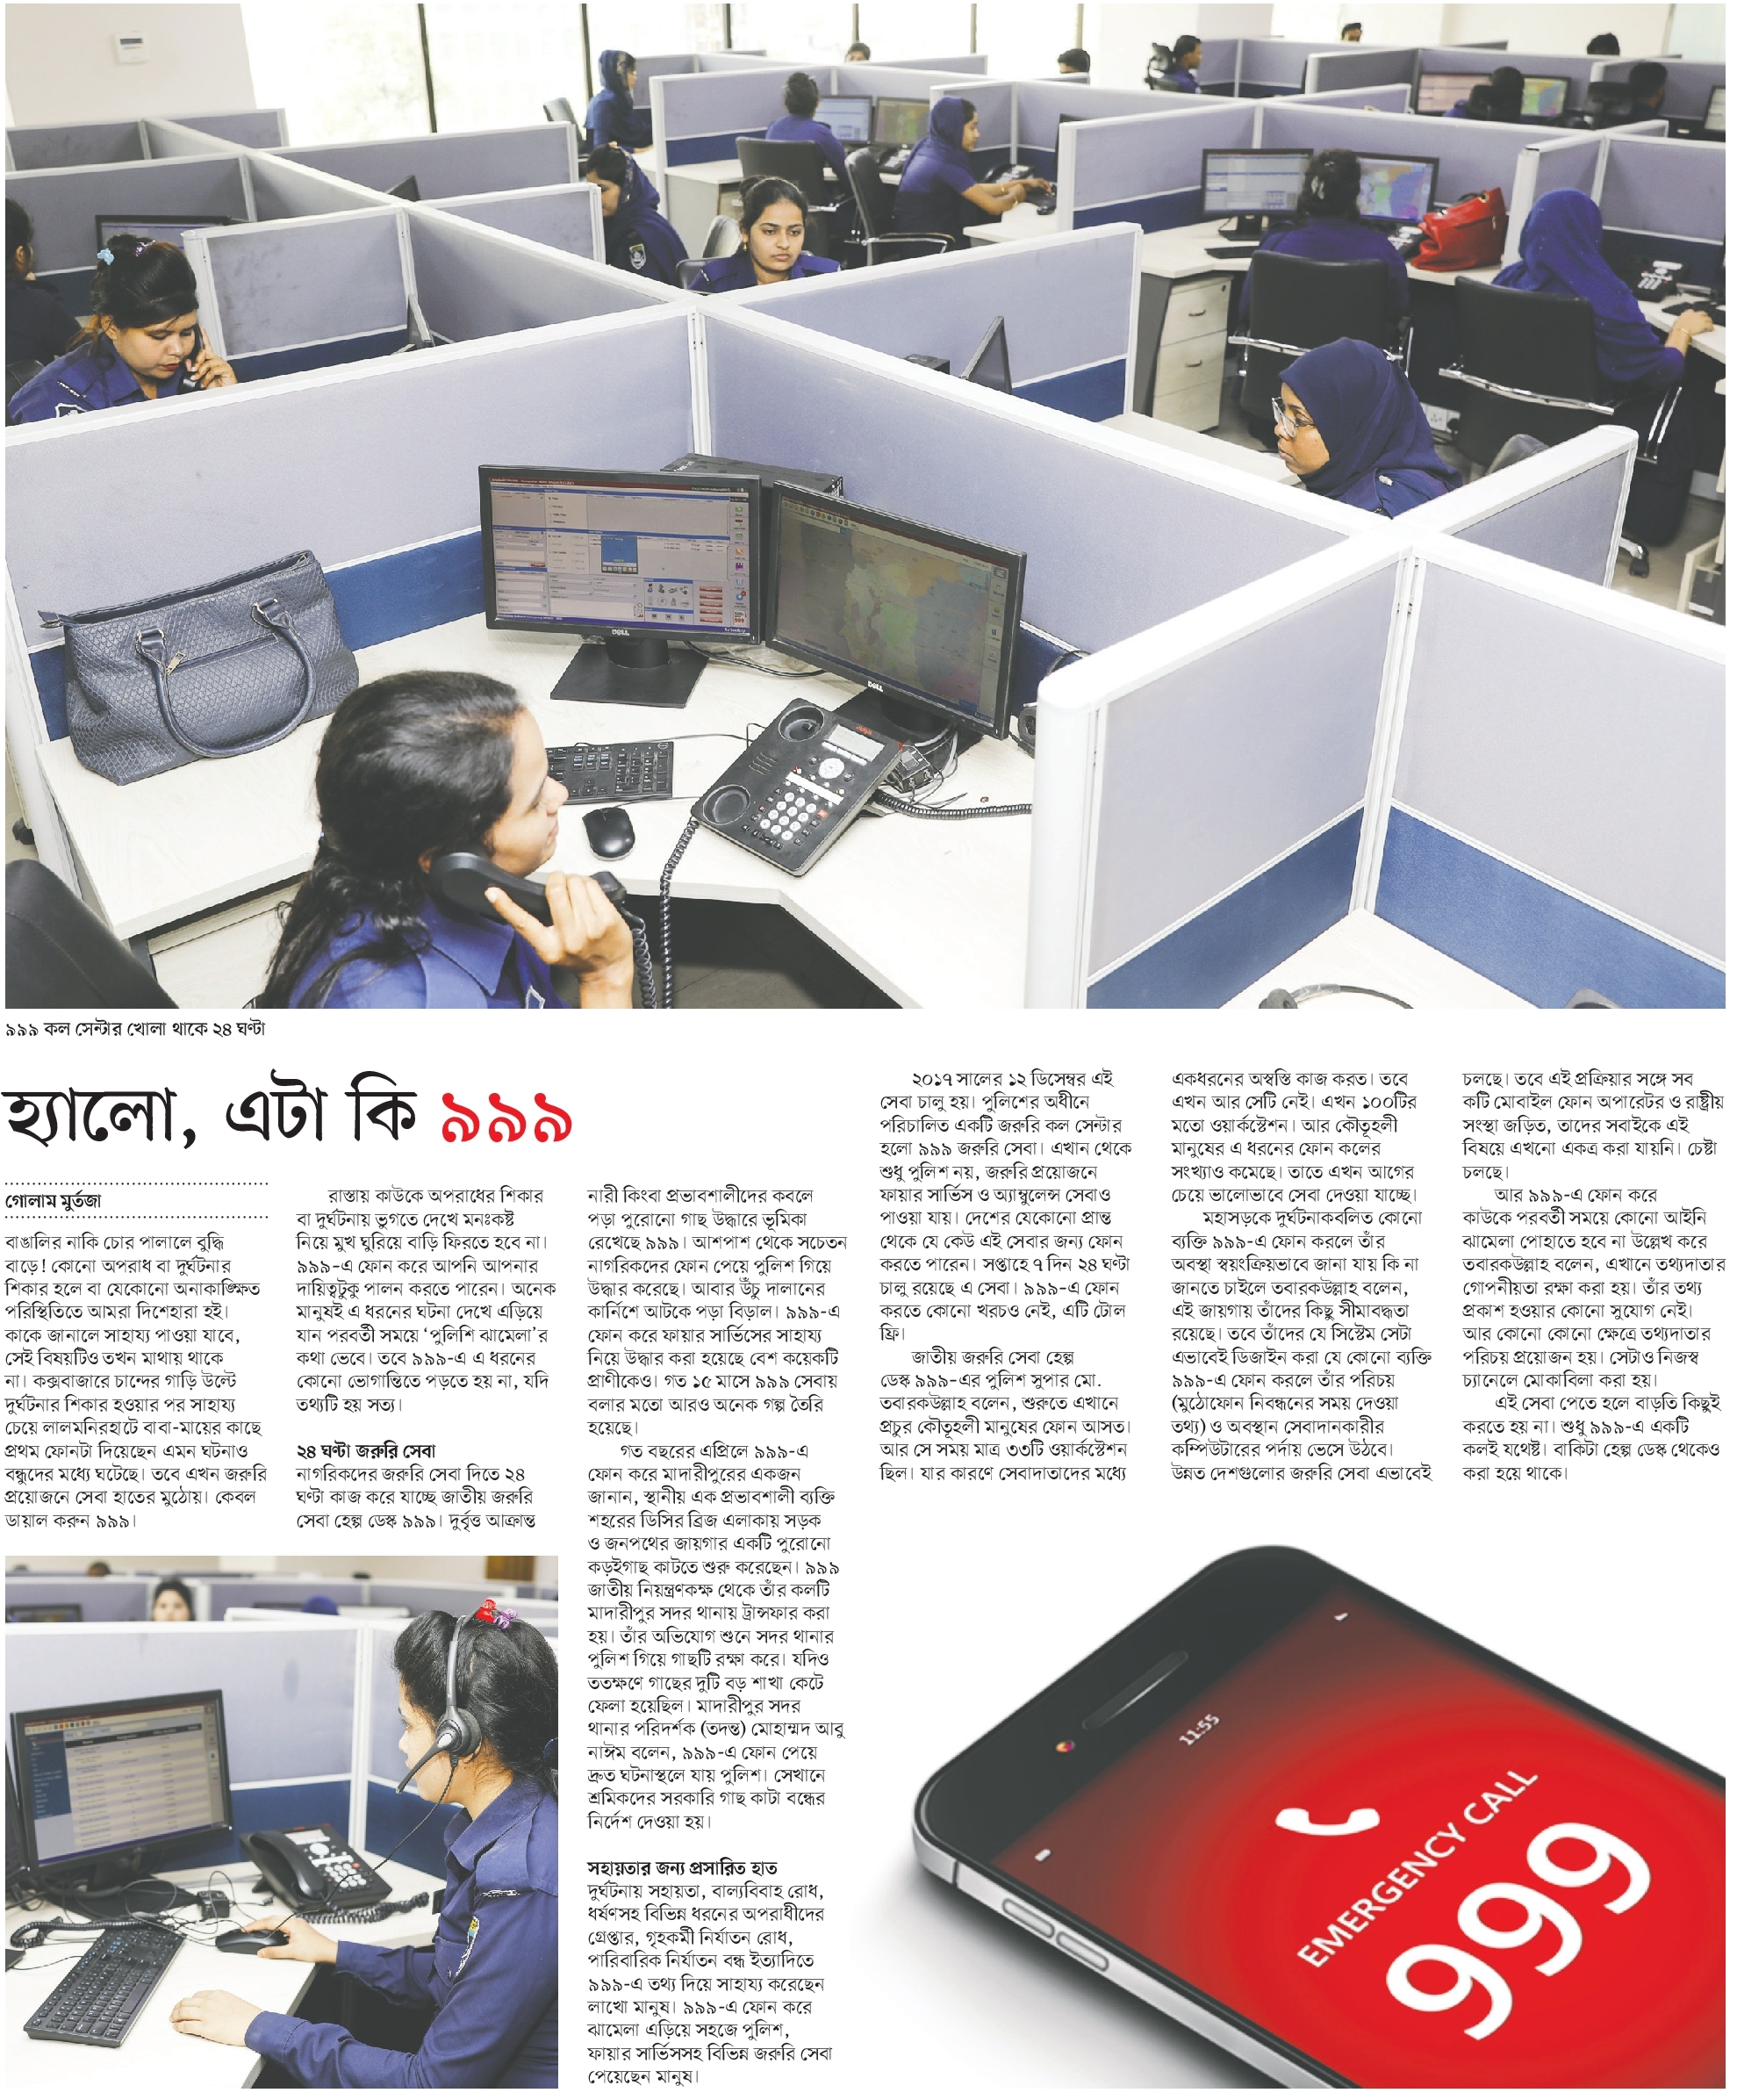 ৯৯৯ কল সেন্টার খোলা থাকে ২৪ ঘণ্টা
হ্যালো, এটা কি ৯৯৯
গোলাম মুর্তজা
বাঙালির নাকি চোর পালালে বুদ্ধি
বাড়ে! কোনো অপরাধ বা দুর্ঘটনার
শিকার হলে বা যেকোনো অনাকাঙ্ক্ষিত
পরিস্থিতিতে আমরা দিশেহারা হই।
কাকে জানালে সাহায্য পাওয়া যাবে,
সেই বিষয়টিও তখন মাথায় থাকে
না। কক্সবাজারে চান্দের গাড়ি উল্টে
দুর্ঘটনার শিকার হওয়ার পর সাহায্য
চেয়ে লালমনিরহাটে বাবা-মায়ের কাছে
প্রথম ফোনটা দিয়েছেন এমন ঘটনাও
বন্ধুদের মধ্যে ঘটেছে। তবে এখন জরুরি
প্রয়োজনে সেবা হাতের মুঠোয়। কেবল
ডায়াল করুন ৯৯৯।
রাস্তায় কাউকে অপরাধের শিকার
বা দুর্ঘটনায় ভুগতে দেখে মনঃকষ্ট
নিয়ে মুখ ঘুরিয়ে বাড়ি ফিরতে হবে না।
৯৯৯-এ ফোন করে আপনি আপনার
দায়িত্বটুকু পালন করতে পারেন। অনেক
মানুষই এ ধরনের ঘটনা দেখে এড়িয়ে
যান পরবর্তী সময়ে ‘পুলিশি ঝামেলা’র
কথা ভেবে। তবে ৯৯৯-এ এ ধরনের
কোনো ভোগান্তিতে পড়তে হয় না, যদি
তথ্যটি হয় সত্য।
২৪ ঘণ্টা জরুরি সেবা
নাগরিকদের জরুরি সেবা দিতে ২৪
ঘণ্টা কাজ করে যাচ্ছে জাতীয় জরুরি
সেবা হেল্প ডেস্ক ৯৯৯। দুর্বৃত্ত আক্রান্ত
নারী কিংবা প্রভাবশালীদের কবলে
পড়া পুরোনো গাছ উদ্ধারে ভূমিকা
রেখেছে ৯৯৯। আশপাশ থেকে সচেতন
নাগরিকদের ফোন পেয়ে পুলিশ গিয়ে
উদ্ধার করেছে। আবার উঁচু দালানের
কার্নিশে আটকে পড়া বিড়াল। ৯৯৯-এ
ফোন করে ফায়ার সার্ভিসের সাহায্য
নিয়ে উদ্ধার করা হয়েছে বেশ কয়েকটি
প্রাণীকেও। গত ১৫ মাসে ৯৯৯ সেবায়
বলার মতো আরও অনেক গল্প তৈরি
হয়েছে।
গত বছরের এপ্রিলে ৯৯৯-এ
ফোন করে মাদারীপুরের একজন
জানান, স্থানীয় এক প্রভাবশালী ব্যক্তি
শহরের ডিসির ব্রিজ এলাকায় সড়ক
ও জনপথের জায়গার একটি পুরোনো
কড়ইগাছ কাটতে শুরু করেছেন। ৯৯৯
জাতীয় নিয়ন্ত্রণকক্ষ থেকে তাঁর কলটি
মাদারীপুর সদর থানায় ট্রান্সফার করা
হয়। তাঁর অভিযোগ শুনে সদর থানার
পুলিশ গিয়ে গাছটি রক্ষা করে। যদিও
ততক্ষণে গাছের দুটি বড় শাখা কেটে
ফেলা হয়েছিল। মাদারীপুর সদর
থানার পরিদর্শক (তদন্ত) মোহাম্মদ আবু
নাঈম বলেন, ৯৯৯-এ ফোন পেয়ে
দ্রুত ঘটনাস্থলে যায় পুলিশ। সেখানে
শ্রমিকদের সরকারি গাছ কাটা বন্ধের
নির্দেশ দেওয়া হয়।
সহায়তার জন্য প্রসারিত হাত
দুর্ঘটনায় সহায়তা, বাল্যবিবাহ রোধ,
ধর্ষণসহ বিভিন্ন ধরনের অপরাধীদের
গ্রেপ্তার, গৃহকর্মী নির্যাতন রোধ,
পারিবারিক নির্যাতন বন্ধ ইত্যাদিতে
৯৯৯-এ তথ্য দিয়ে সাহায্য করেছেন
লাখো মানুষ। ৯৯৯-এ ফোন করে
ঝামেলা এড়িয়ে সহজে পুলিশ,
ফায়ার সার্ভিসসহ বিভিন্ন জরুরি সেবা
পেয়েছেন মানুষ।
২০১৭ সালের ১২ ডিসেম্বর এই
সেবা চালু হয়। পুলিশের অধীনে
পরিচালিত একটি জরুরি কল সেন্টার
হলো ৯৯৯ জরুরি সেবা। এখান থেকে
শুধু পুলিশ নয়, জরুরি প্রয়োজনে
ফায়ার সার্ভিস ও অ্যাম্বুলেন্স সেবাও
পাওয়া যায়। দেশের যেকোনো প্রান্ত
থেকে যে কেউ এই সেবার জন্য ফোন
করতে পারেন। সপ্তাহে ৭ দিন ২৪ ঘণ্টা
চালু রয়েছে এ সেবা। ৯৯৯-এ ফোন
করতে কোনো খরচও নেই, এটি টোল
ফ্রি।
জাতীয় জরুরি সেবা হেল্প
ডেস্ক ৯৯৯-এর পুলিশ সুপার মো.
তবারকউল্লাহ বলেন, শুরুতে এখানে
প্রচুর কৌতূহলী মানুষের ফোন আসত।
আর সে সময় মাত্র ৩৩টি ওয়ার্কস্টেশন
ছিল। যার কারণে সেবাদাতাদের মধ্যে
একধরনের অস্বস্তি কাজ করত। তবে
এখন আর সেটি নেই। এখন ১০০টির
মতো ওয়ার্কস্টেশন। আর কৌতূহলী
মানুষের এ ধরনের ফোন কলের
সংখ্যাও কমেছে। তাতে এখন আগের
চেয়ে ভালোভাবে সেবা দেওয়া যাচ্ছে।
মহাসড়কে দুর্ঘটনাকবলিত কোনো
ব্যক্তি ৯৯৯-এ ফোন করলে তাঁর
অবস্থা স্বয়ংক্রিয়ভাবে জানা যায় কি না
জানতে চাইলে তবারকউল্লাহ বলেন,
এই জায়গায় তাঁদের কিছু সীমাবদ্ধতা
রয়েছে। তবে তাঁদের যে সিস্টেম সেটা
এভাবেই ডিজাইন করা যে কোনো ব্যক্তি
৯৯৯-এ ফোন করলে তাঁর পরিচয়
(মুঠোফোন নিবন্ধনের সময় দেওয়া
তথ্য) ও অবস্থান সেবাদানকারীর
কম্পিউটারের পর্দায় ভেসে উঠবে।
উন্নত দেশগুলোর জরুরি সেবা এভাবেই
চলছে। তবে এই প্রক্রিয়ার সঙ্গে সব
কটি মোবাইল ফোন অপারেটর ও রাষ্ট্রীয়
সংস্থা জড়িত, তাদের সবাইকে এই
বিষয়ে এখনো একত্র করা যায়নি। চেষ্টা
চলছে।
আর ৯৯৯-এ ফোন করে
কাউকে পরবর্তী সময়ে কোনো আইনি
ঝামেলা পোহাতে হবে না উল্লেখ করে
তবারকউল্লাহ বলেন, এখানে তথ্যদাতার
গোপনীয়তা রক্ষা করা হয়। তাঁর তথ্য
প্রকাশ হওয়ার কোনো সুযোগ নেই।
আর কোনো কোনো ক্ষেত্রে তথ্যদাতার
পরিচয় প্রয়োজন হয়। সেটাও নিজস্ব
চ্যানেলে মোকাবিলা করা হয়।
এই সেবা পেতে হলে বাড়তি কিছুই
করতে হয় না। শুধু ৯৯৯-এ একটি
কলই যথেষ্ট। বাকিটা হেল্প ডেস্ক থেকেও
করা হয়ে থাকে।
DELL
DELL
11:55
EMERGENCY CALL
999